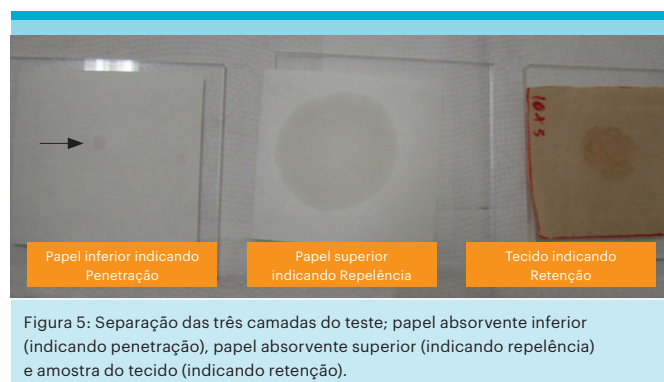 10x5
Papel inferior indicando
Penetração
Papel superior
indicando Repelência
Tecido indicando
Retenção
Figura 5: Separação das três camadas do teste; papel absorvente inferior
(indicando penetração), papel absorvente superior (indicando repelência)
e amostra do tecido (indicando retenção).